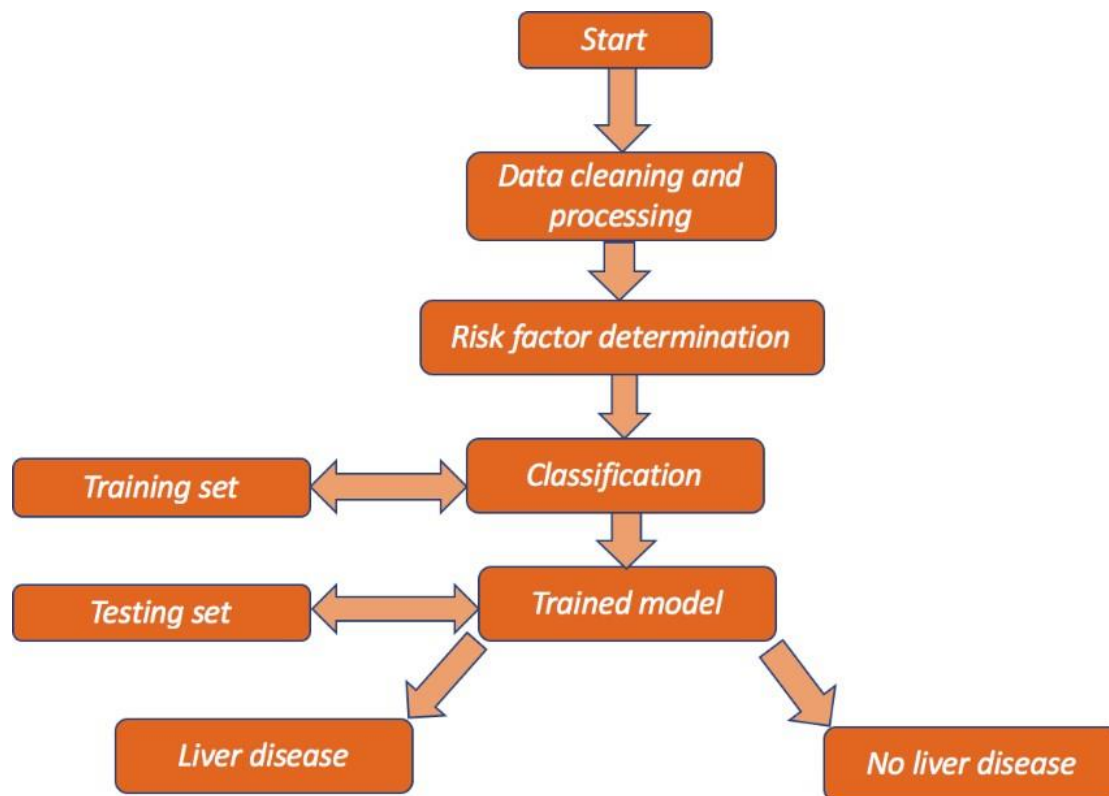 Start
Data cleaning and
processing
Risk factor determination
Classification
Training set
Trained model
Testing set
Liver disease
No liver disease